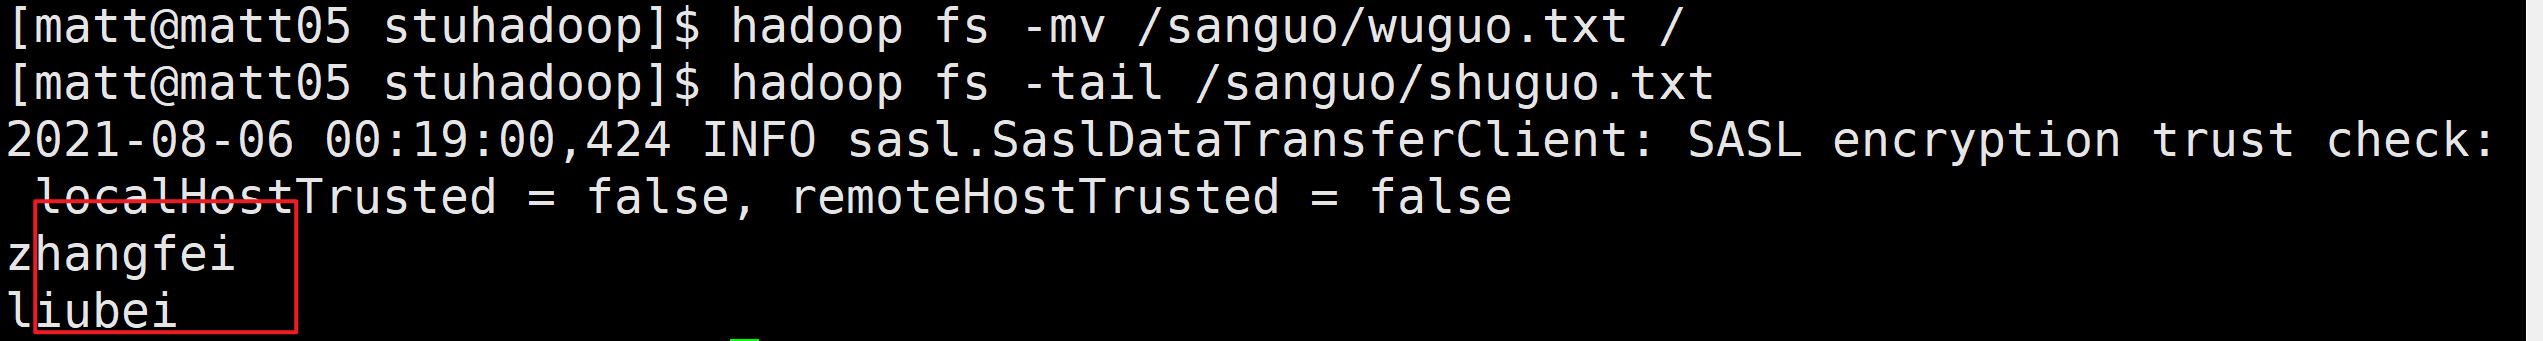 [matt@matt05 stuhadoop]$ hadoop fs -mv /sanguo/wuguo.txt /
[matt@matt05 stuhadoop]$ hadoop fs -tail /sanguo/shuguo.txt
2021-08-06 00:19:00,424 INFO sasl.SaslDataTransferClient: SASL encryption trust check:
 localHostTrusted = false, remoteHostTrusted = false
zhangfei
liubei